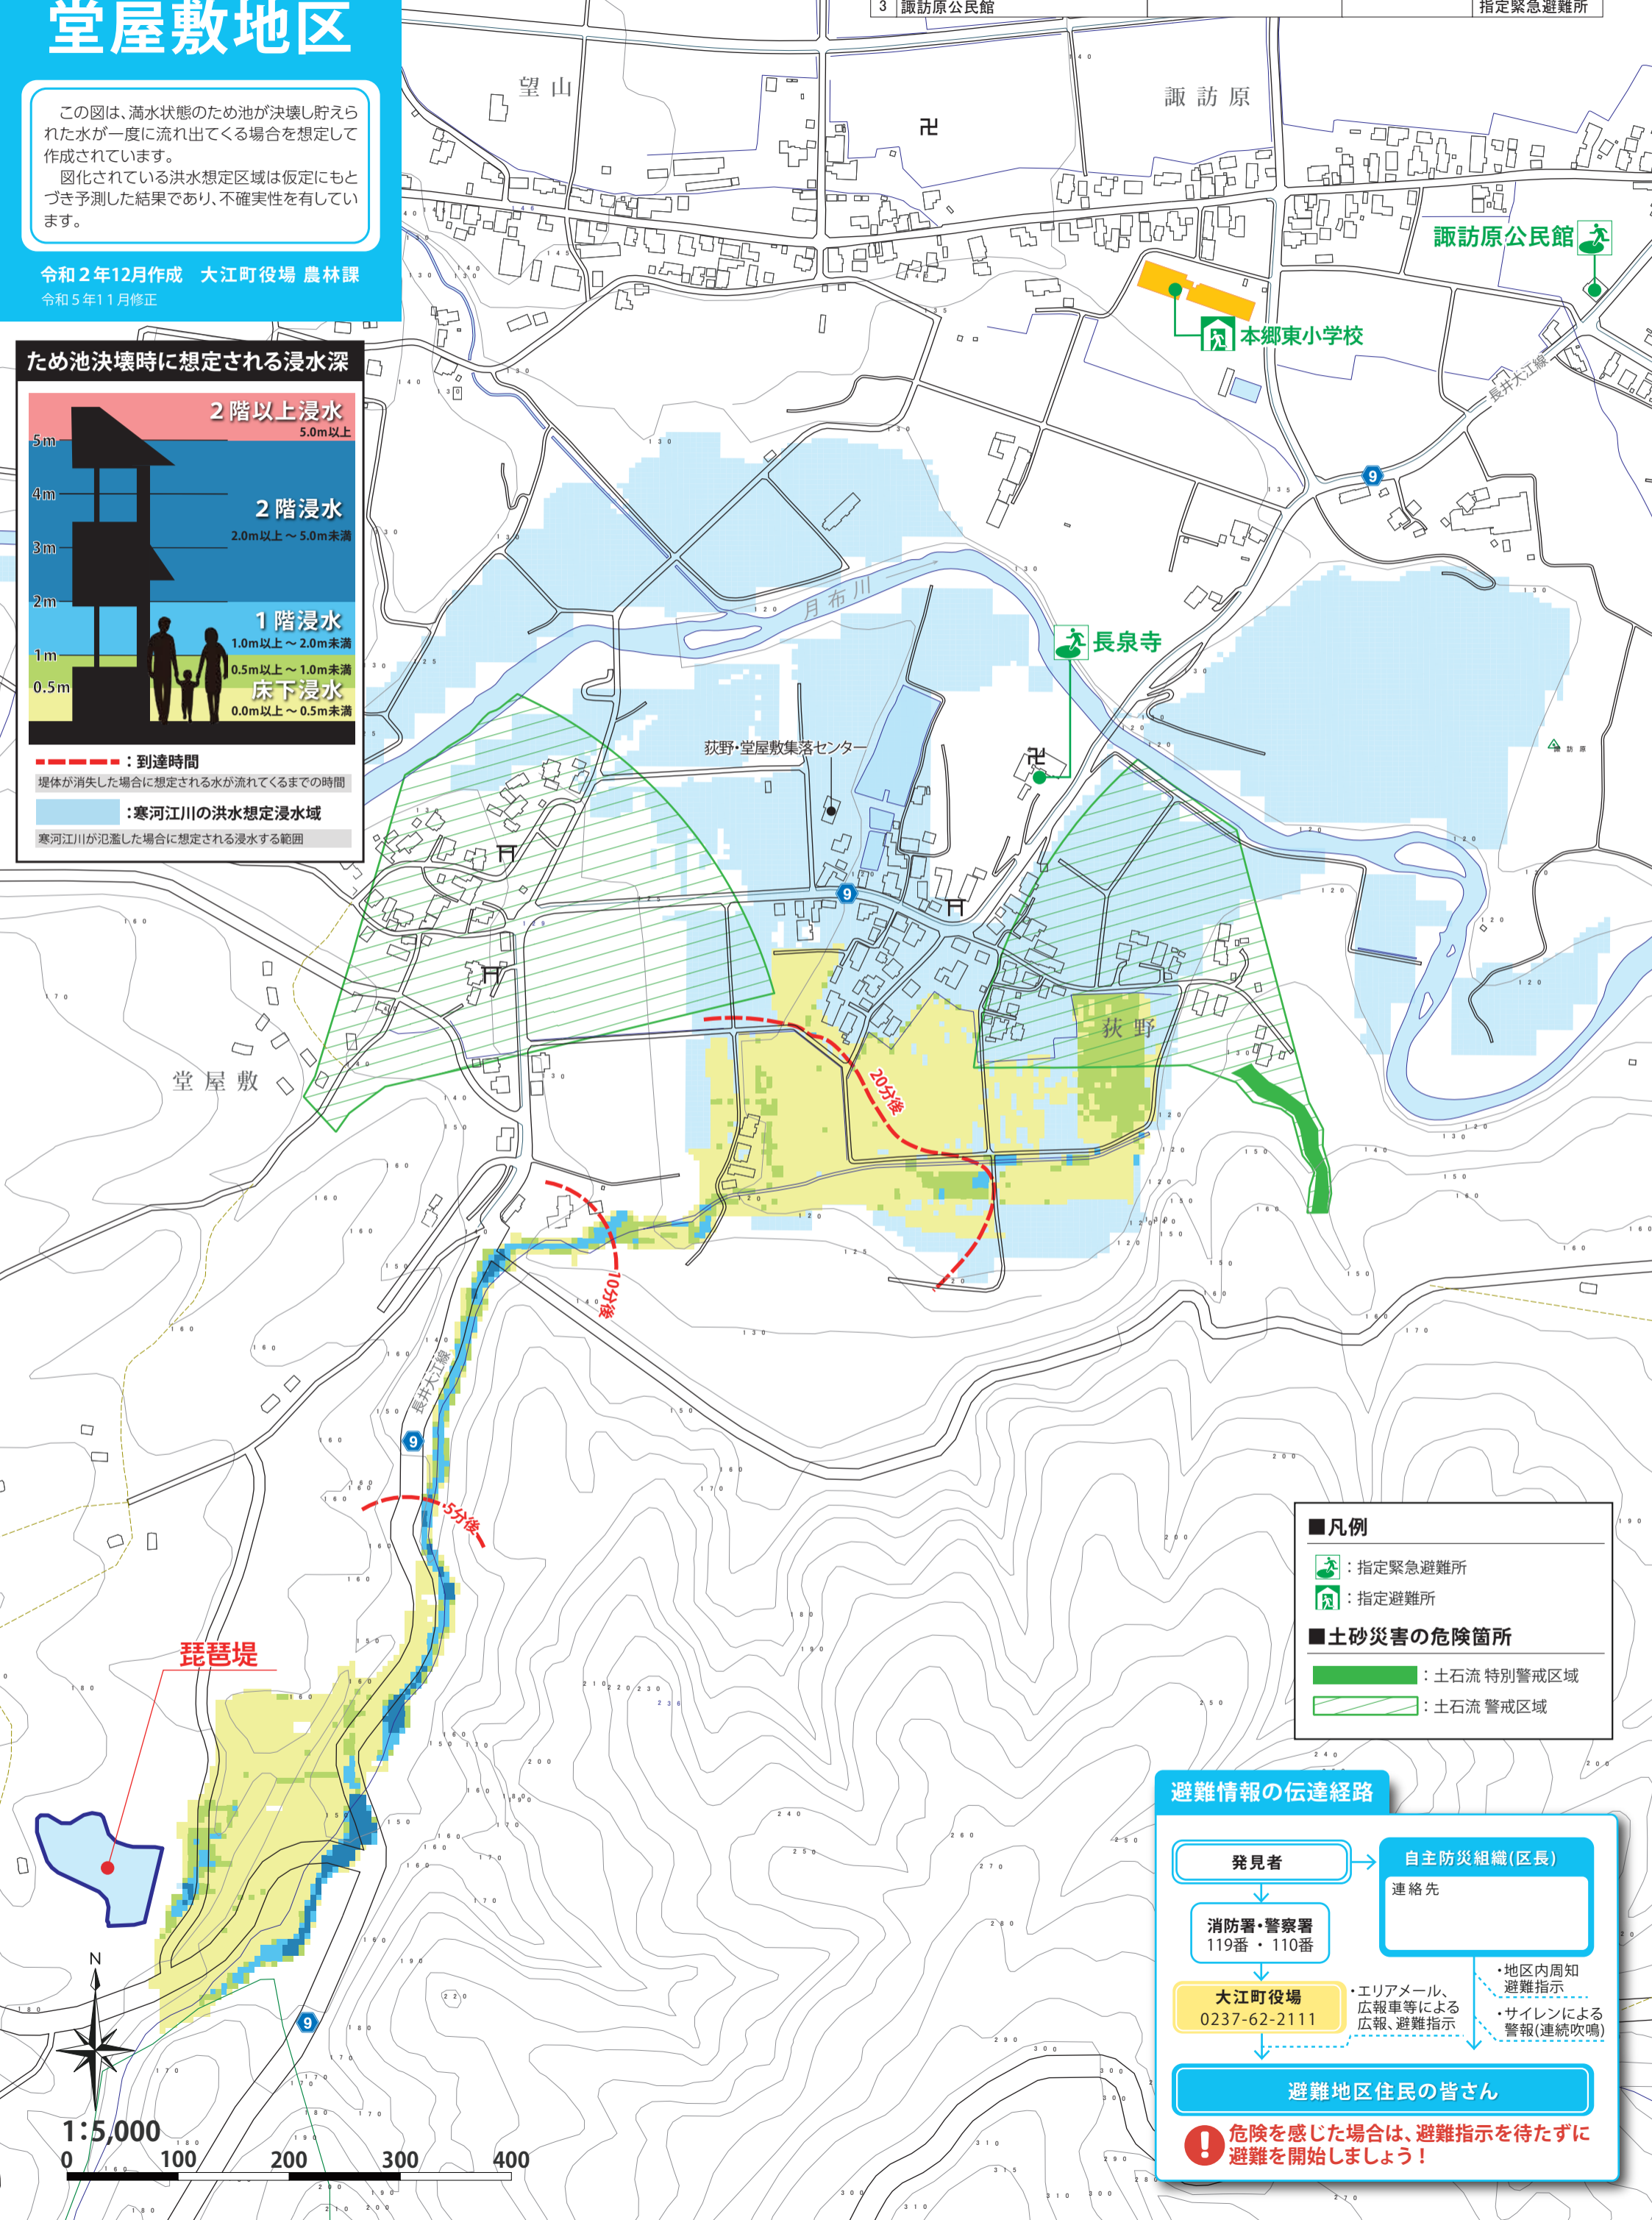 堂屋敷地区
この図は、満水状態のため池が決壊し貯えら
れた水が一度に流れ出てくる場合を想定して
作成されています。
図化されている洪水想定区域は仮定にもと
づき予測した結果であり、不確実性を有してい
ます。
令和２年12月作成　大江町役場 農林課
令和５年11月修正
3 諏訪原公民館 指定緊急避難所
望山
諏訪原
諏訪原公民館
本郷東小学校
長井大江線
9
ため池決壊時に想定される浸水深
２階以上浸水
5.0m以上
5m
4m
２階浸水
2.0m以上～5.0m未満
3m
2m
１階浸水
1.0m以上～2.0m未満
1m
0.5m以上～1.0m未満
0.5m
床下浸水
0.0m以上～0.5m未満
：到達時間
堤体が消失した場合に想定される水が流れてくるまでの時間
：寒河江川の洪水想定浸水域
寒河江川が氾濫した場合に想定される浸水する範囲
月布川
長泉寺
荻野・堂屋敷集落センター
諏訪原
9
荻野
堂屋敷
20分後
10分後
長井大江線
9
5分後
琵琶堤
9
N
1:5,000
0 100 200 300 400
■凡例
：指定緊急避難所
：指定避難所
■土砂災害の危険箇所
：土石流 特別警戒区域
：土石流 警戒区域
避難情報の伝達経路
発見者
自主防災組織(区長)
連絡先
消防署・警察署
119番 ・ 110番
大江町役場
0237-62-2111
・エリアメール、
広報車等による
広報、避難指示
・地区内周知
避難指示
・サイレンによる
警報(連続吹鳴)
避難地区住民の皆さん
危険を感じた場合は、避難指示を待たずに
避難を開始しましょう！